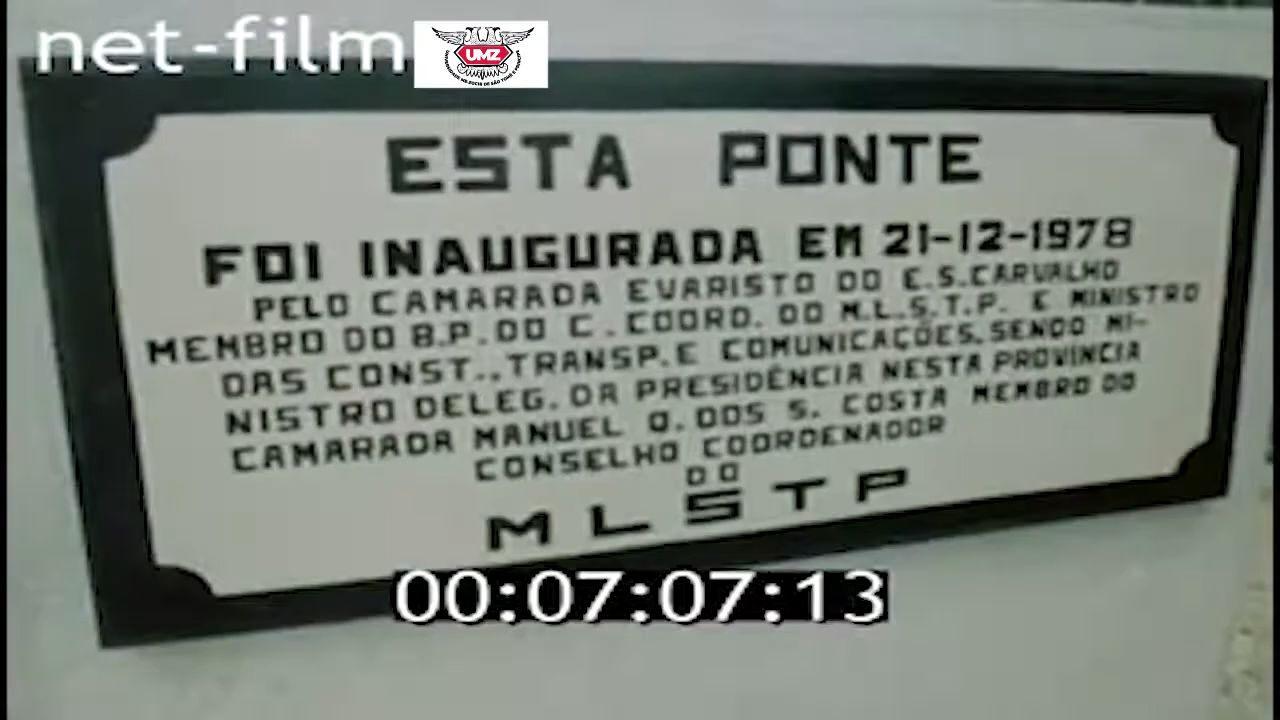 net-film
UMZ
ESTA PONTE
FOI INAUGURADA EM 21-12-1978
PELO CAMARADA EVARISTO DO E.S.CARVALHO
MEMBRO DO B.P. DO C. COORD. DO M.L.S.T.P. E MINISTRO
DAS CONST., TRANSP. E COMUNICAÇÕES, SENDO MI-
NISTRO DELEG. DA PRESIDÊNCIA NESTA PROVÍNCIA
CAMARADA MANUEL Q. DOS S. COSTA MEMBRO DO
CONSELHO COORDENADOR
DO
MLSTP
00:07:07:13